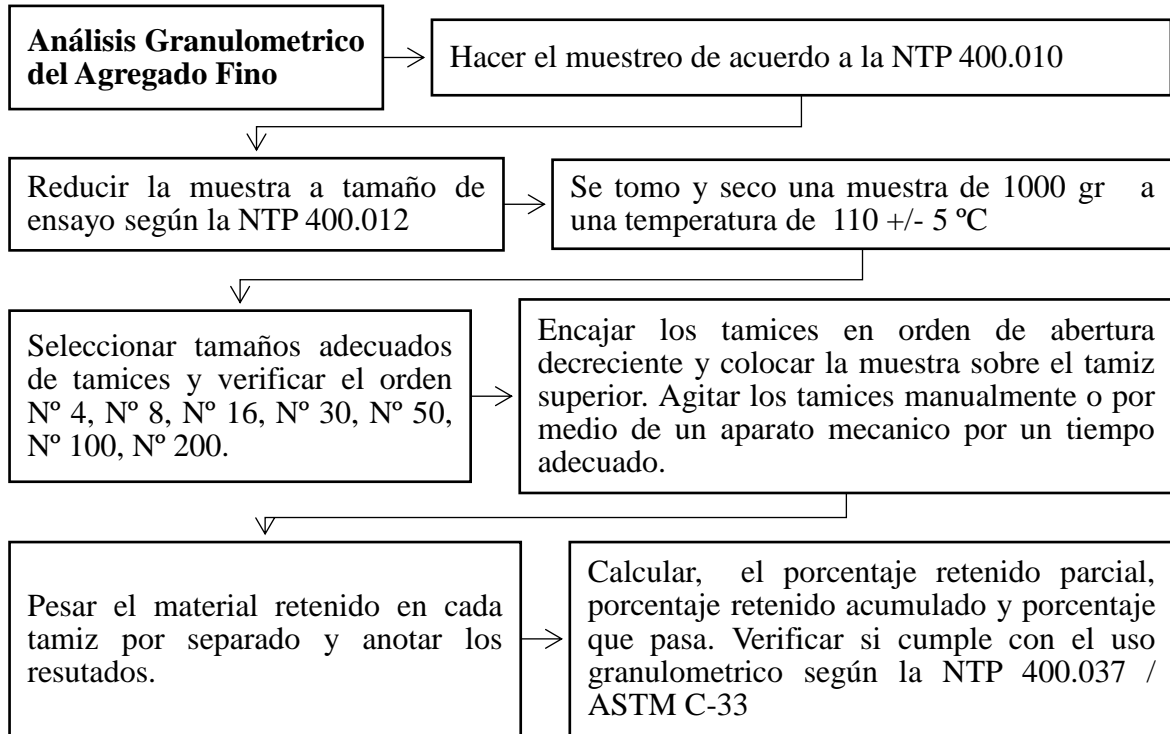 Análisis Granulometrico
del Agregado Fino
Hacer el muestreo de acuerdo a la NTP 400.010
Reducir la muestra a tamaño de
ensayo según la NTP 400.012
Se tomo y seco una muestra de 1000 gr a
una temperatura de 110 +/- 5 ºC
Seleccionar tamaños adecuados
de tamices y verificar el orden
Nº 4, Nº 8, Nº 16, Nº 30, Nº 50,
Nº 100, Nº 200.
Encajar los tamices en orden de abertura
decreciente y colocar la muestra sobre el tamiz
superior. Agitar los tamices manualmente o por
medio de un aparato mecanico por un tiempo
adecuado.
Pesar el material retenido en cada
tamiz por separado y anotar los
resutados.
Calcular, el porcentaje retenido parcial,
porcentaje retenido acumulado y porcentaje
que pasa. Verificar si cumple con el uso
granulometrico según la NTP 400.037 /
ASTM C-33